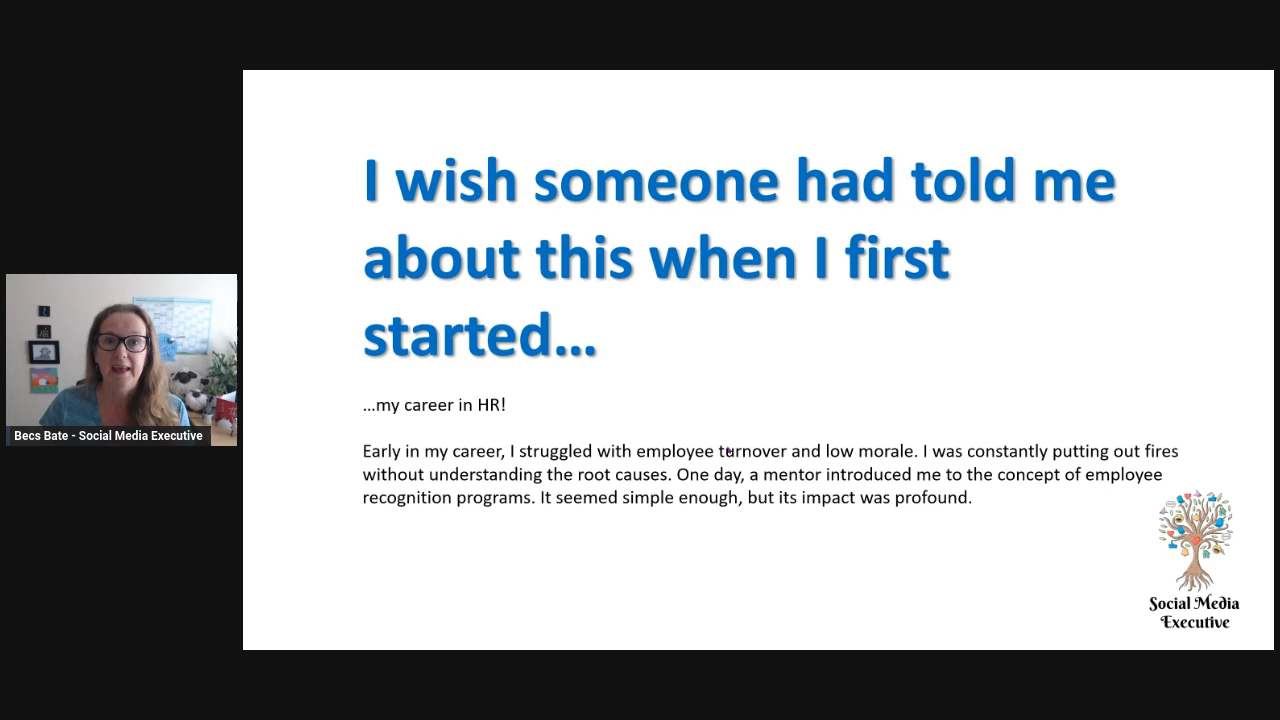 I wish someone had told me
about this when I first
started...
...my career in HR!
Early in my career, I struggled with employee turnover and low morale. I was constantly putting out fires
without understanding the root causes. One day, a mentor introduced me to the concept of employee
recognition programs. It seemed simple enough, but its impact was profound.
Social Media
Executive
Becs Bate - Social Media Executive